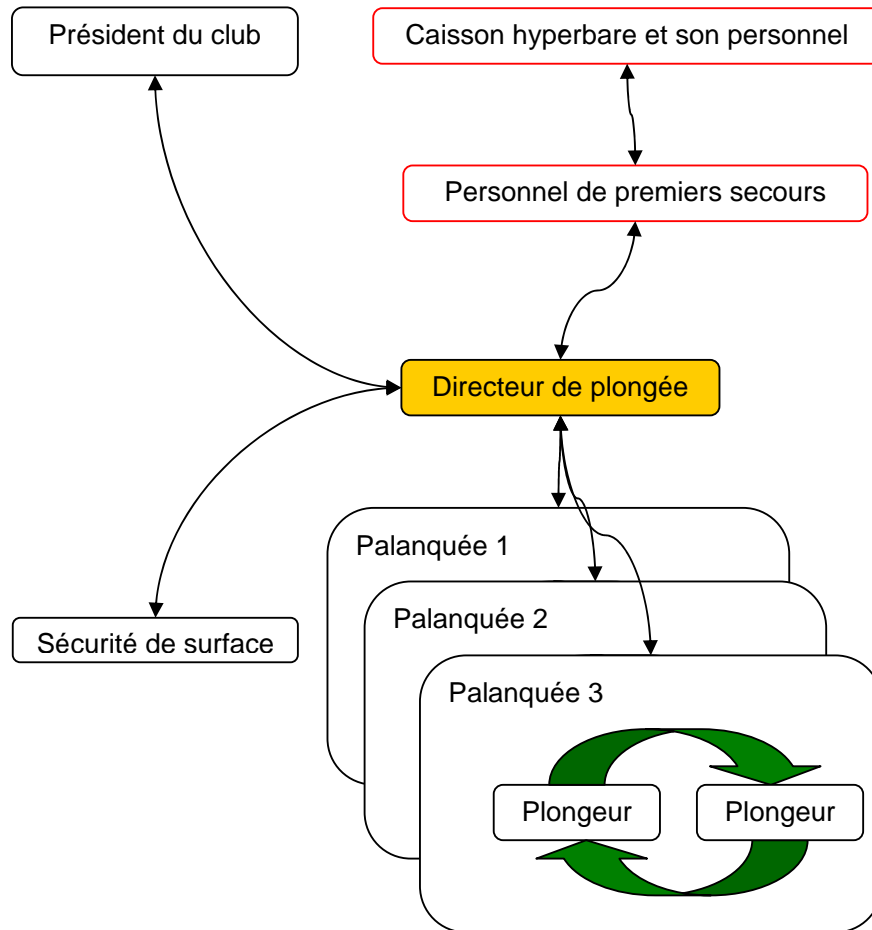 Président du club
Caisson hyperbare et son personnel
Personnel de premiers secours
Directeur de plongée
Palanquée 1
Palanquée 2
Sécurité de surface
Palanquée 3
Plongeur
Plongeur